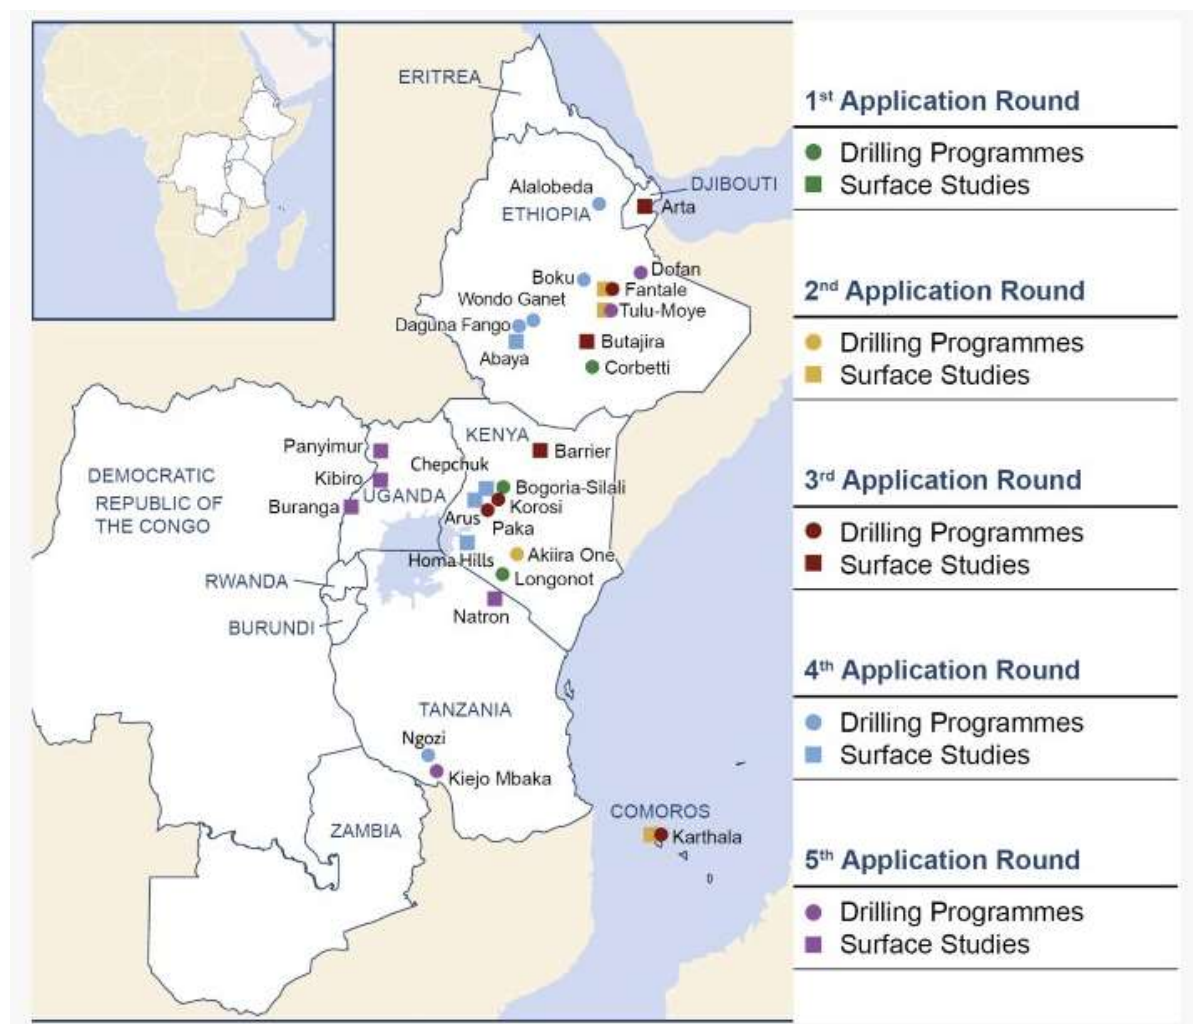 ERITREA
DJIBOUTI
Alalobeda
ETHIOPIA
Arta
Dofan
Boku
Fantale
Wondo Ganet
Tulu-Moye
Daguna Fango
Butajira
Abaya
Corbetti
KENYA
Panyimur
Barrier
Chepchuk
DEMOCRATIC
REPUBLIC OF
THE CONGO
Kibiro
UGANDA
Bogoria-Silali
Buranga
Korosi
Arus
Paka
Homa Hills
Akiira One
RWANDA
Longonot
BURUNDI
Natron
TANZANIA
Ngozi
Kiejo Mbaka
ZAMBIA
COMOROS
Karthala
1st Application Round
Drilling Programmes
Surface Studies
2nd Application Round
Drilling Programmes
Surface Studies
3rd Application Round
Drilling Programmes
Surface Studies
4th Application Round
Drilling Programmes
Surface Studies
5th Application Round
Drilling Programmes
Surface Studies